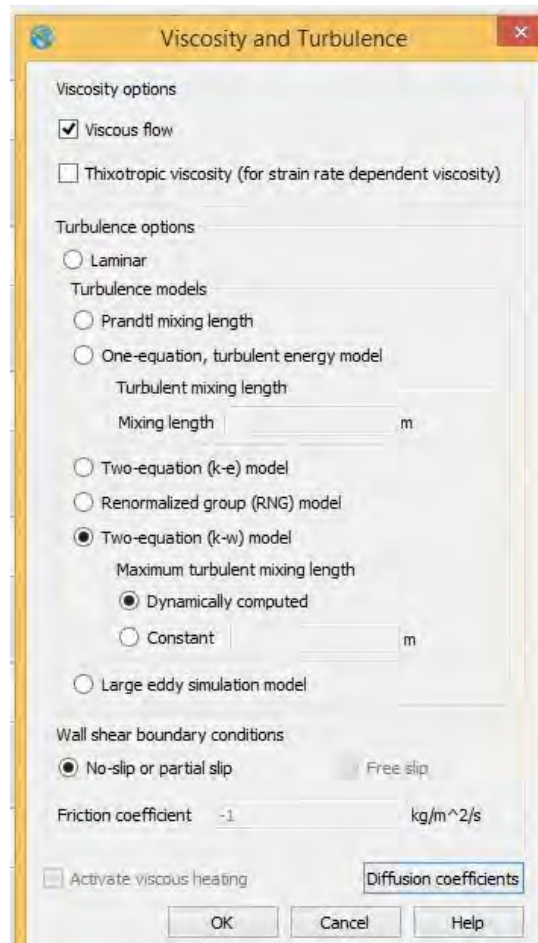 Viscosity and Turbulence
Viscosity options
Viscous flow
Thixotropic viscosity (for strain rate dependent viscosity)
Turbulence options
Laminar
Turbulence models
Prandtl mixing length
One-equation, turbulent energy model
Turbulent mixing length
Mixing length m
Two-equation (k-e) model
Renormalized group (RNG) model
Two-equation (k-w) model
Maximum turbulent mixing length
Dynamically computed
Constant m
Large eddy simulation model
Wall shear boundary conditions
No-slip or partial slip Free slip
Friction coefficient -1 kg/m^2/s
Activate viscous heating Diffusion coefficients
OK Cancel Help